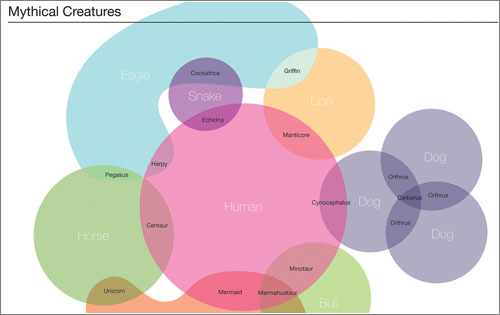 Mythical Creatures
Eagle
Cockatrice
Griffin
Snake
Lion
Echidna
Manticore
Dog
Harpy
Pegasus
Orthrus
Cynocephalus
Dog
Cerberus
Orthrus
Human
Horse
Centaur
Orthrus
Dog
Minotaur
Unicorn
Mermaid
Mermahuataur
Bull